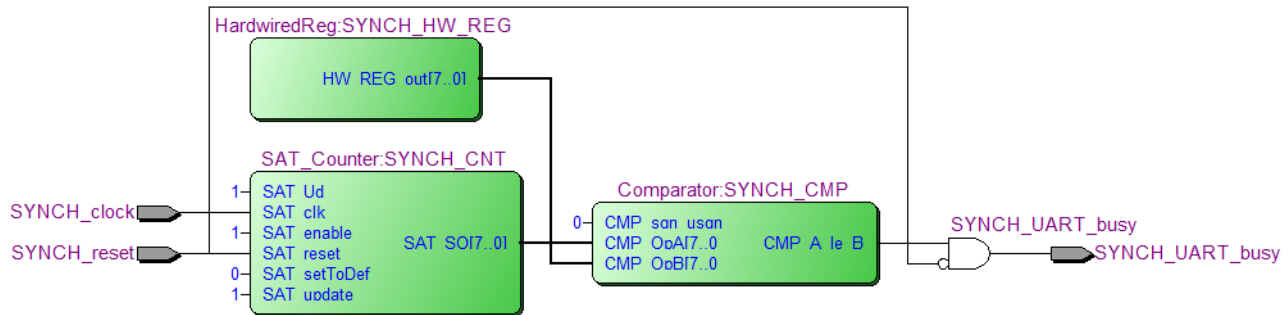 HardwiredReg:SYNCH_HW_REG
HW_REG_out[7..0]
SAT_Counter:SYNCH_CNT
1 SAT_Ud
SYNCH_clock SAT_clk
1 SAT_enable
SAT_SO[7..0]
SYNCH_reset SAT_reset
0 SAT_setToDef
1 SAT_update
Comparator:SYNCH_CMP
0 CMP_sgn_usgn
CMP_OpA[7..0
CMP_A_le_B
CMP_OpB[7..0
SYNCH_UART_busy
SYNCH_UART_busy